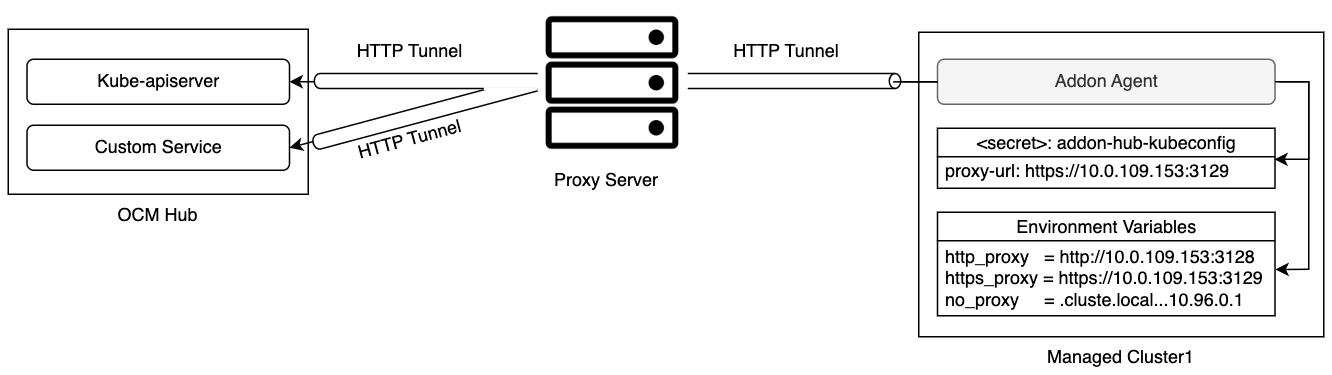 HTTP Tunnel
HTTP Tunnel
Kube-apiserver
Addon Agent
Custom Service
HTTP Tunnel
<secret>: addon-hub-kubeconfig
proxy-url: https://10.0.109.153:3129
Proxy Server
OCM Hub
Environment Variables
http_proxy = http://10.0.109.153:3128
https_proxy = https://10.0.109.153:3129
no_proxy = .cluste.local...10.96.0.1
Managed Cluster1